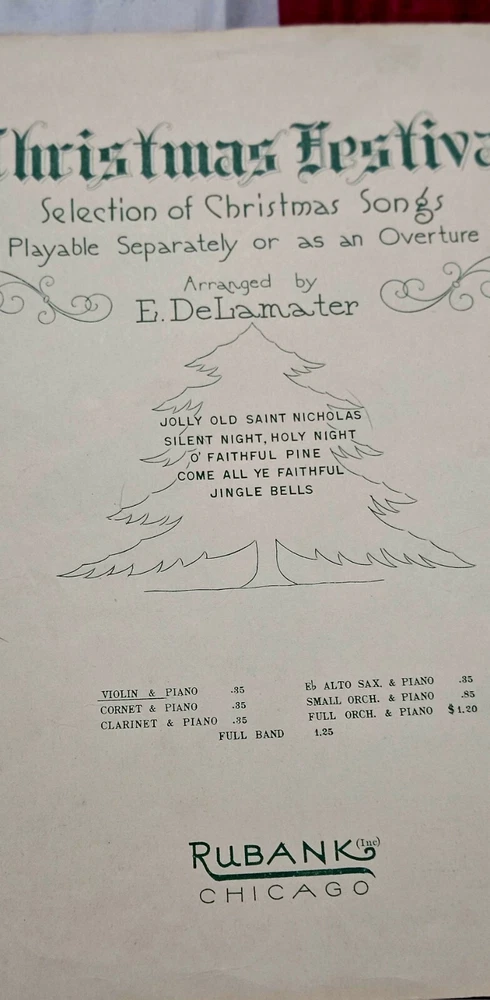 Christmas Festiva
Selection of Christmas Songs
Playable Separately or as an Overture
Arranged by
E. DeLamater
JOLLY OLD SAINT NICHOLAS
SILENT NIGHT, HOLY NIGHT
O' FAITHFUL PINE
COME ALL YE FAITHFUL
JINGLE BELLS
VIOLIN & PIANO .35
CORNET & PIANO .35
CLARINET & PIANO .35
E♭ ALTO SAX. & PIANO .35
SMALL ORCH. & PIANO .85
FULL ORCH. & PIANO $1.20
FULL BAND 1.25
RUBANK (Inc)
CHICAGO